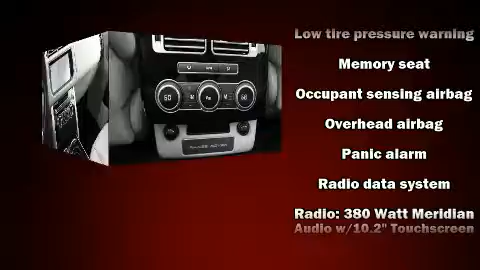 Low tire pressure warning
Memory seat
Occupant sensing airbag
Overhead airbag
Panic alarm
Radio data system
Radio: 380 Watt Meridian
Audio w/10.2" Touchscreen